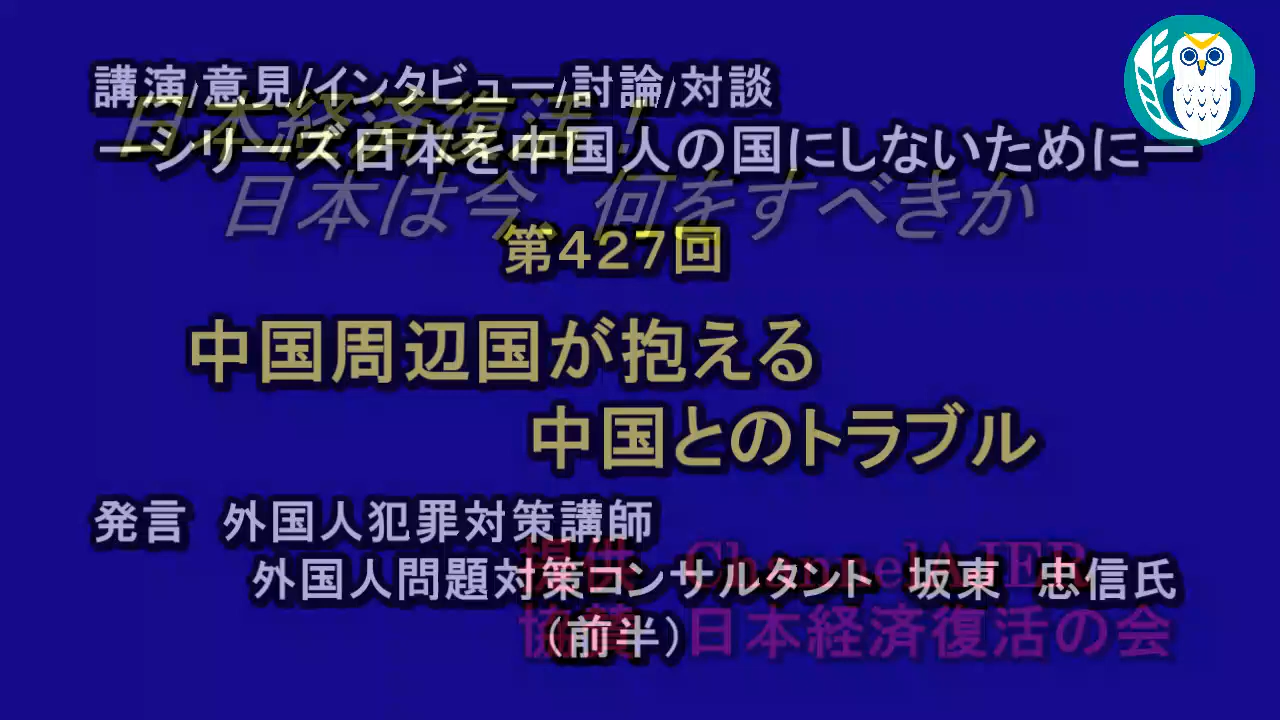 講演/意見/インタビュー/討論/対談
日本経済復活!
ーシリーズ日本を中国人の国にしないためにー
日本は今 何をすべきか
第427回
中国周辺国が抱える
中国とのトラブル
発言 外国人犯罪対策講師
提供 ChannelAJER
外国人問題対策コンサルタント 坂東 忠信氏
協賛 日本経済復活の会
(前半)